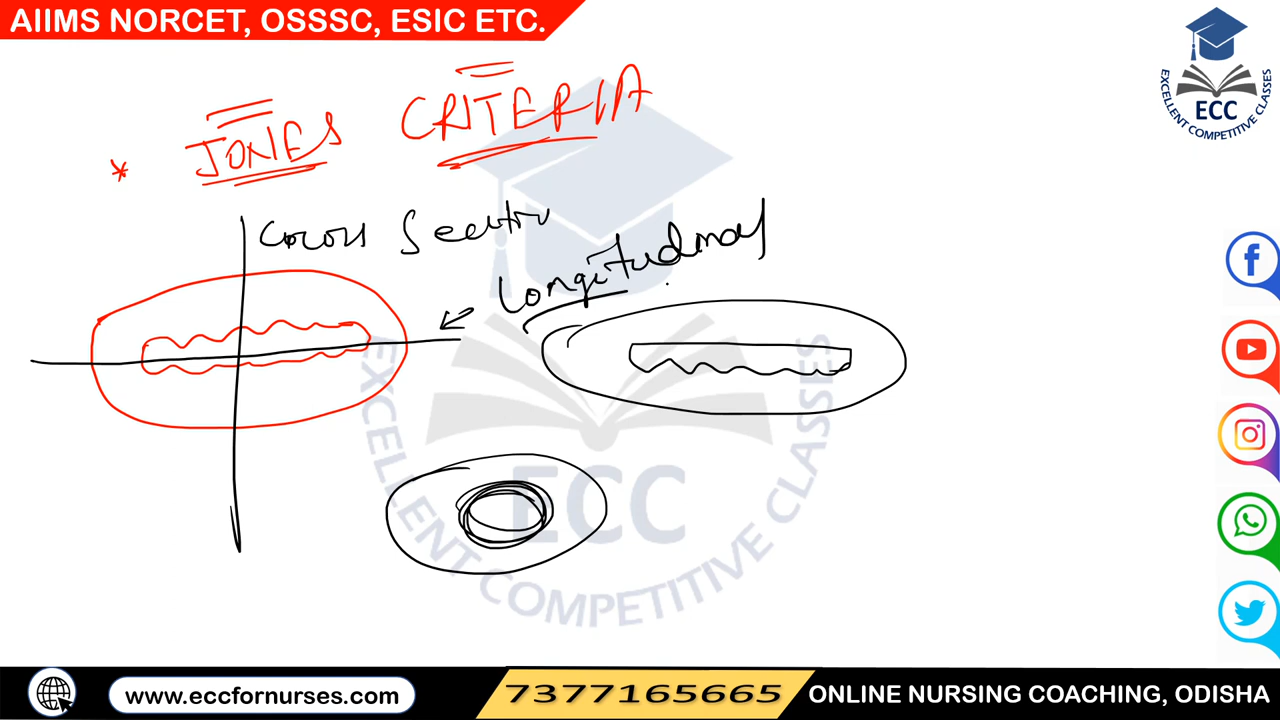 AIIMS NORCET, OSSSC, ESIC ETC.
EXCELLENT COMPETITIVE CLASSES
ECC
* JONES CRITERIA
Cross Section
Longitudinal
EXCELLENT COMPETITIVE CLASSES
ECC
www.eccfornurses.com
7377165665
ONLINE NURSING COACHING, ODISHA